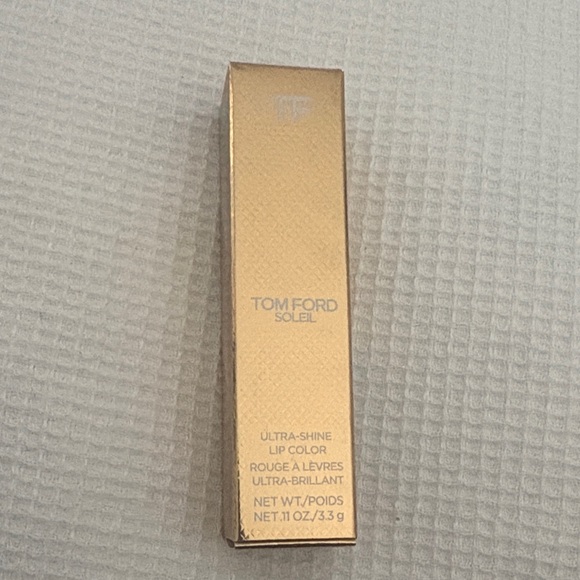 TOM FORD
SOLEIL
ULTRA-SHINE
LIP COLOR
ROUGE À LÈVRES
ULTRA-BRILLANT
NET WT./POIDS
NET .11 OZ./3.3 g